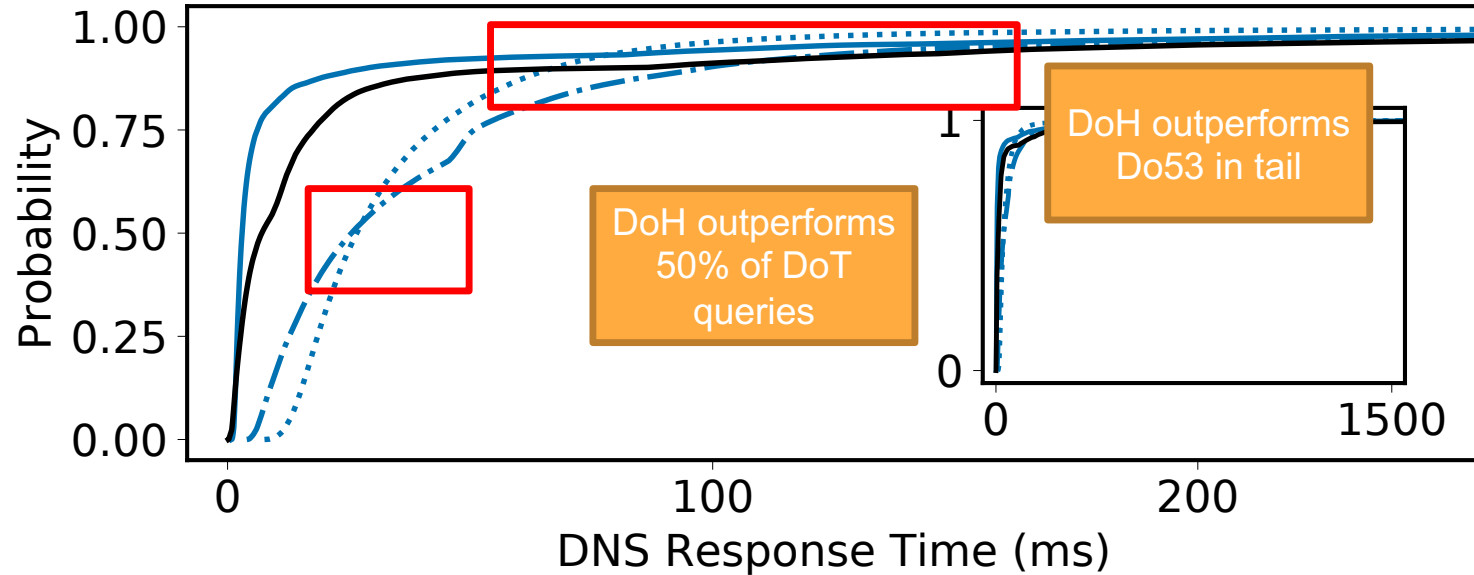 1.00
0.75
0.50
0.25
0.00
Probability
DoH outperforms
50% of DoT
queries
DoH outperforms
Do53 in tail
1
0
0
1500
0
100
200
DNS Response Time (ms)